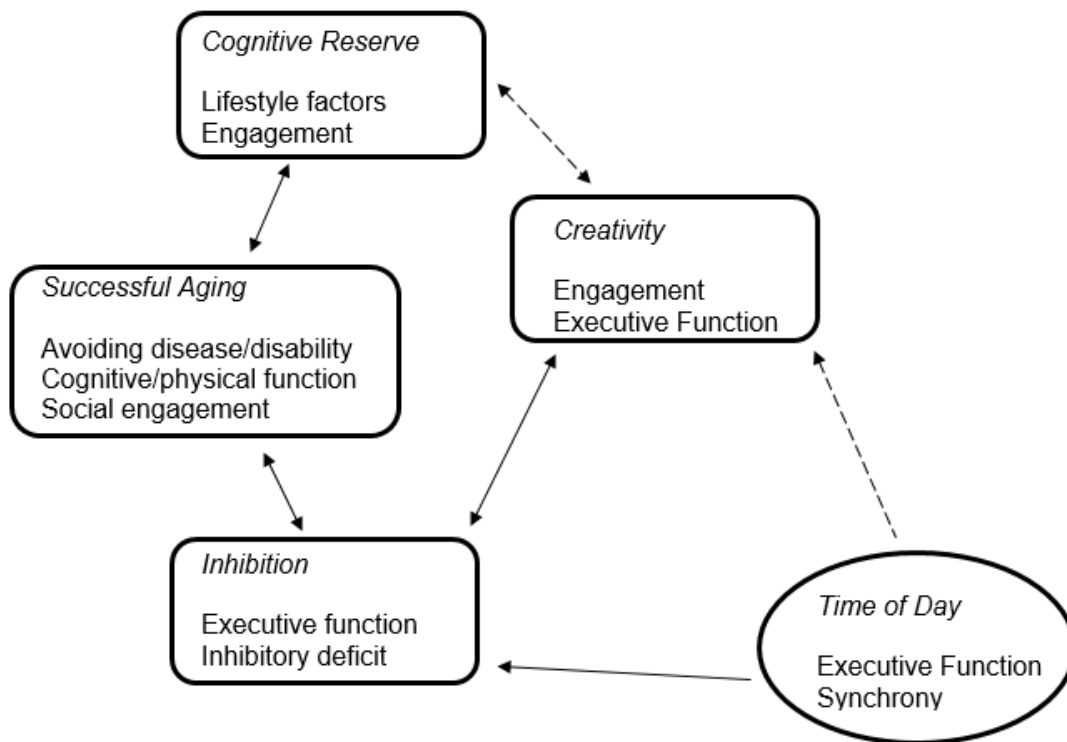 Cognitive Reserve
Lifestyle factors
Engagement
Creativity
Engagement
Executive Function
Successful Aging
Avoiding disease/disability
Cognitive/physical function
Social engagement
Inhibition
Executive function
Inhibitory deficit
Time of Day
Executive Function
Synchrony